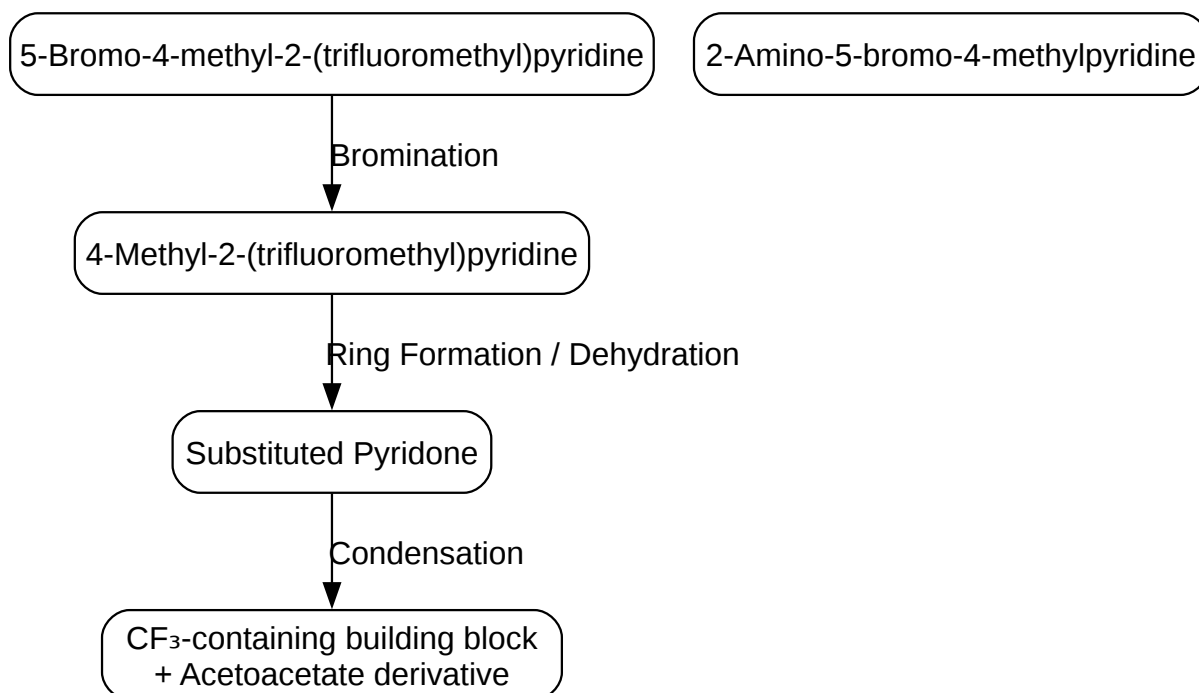 5-Bromo-4-methyl-2-(trifluoromethyl)pyridine
2-Amino-5-bromo-4-methylpyridine
Bromination
4-Methyl-2-(trifluoromethyl)pyridine
Ring Formation / Dehydration
Substituted Pyridone
Condensation
CF₃-containing building block
+ Acetoacetate derivative